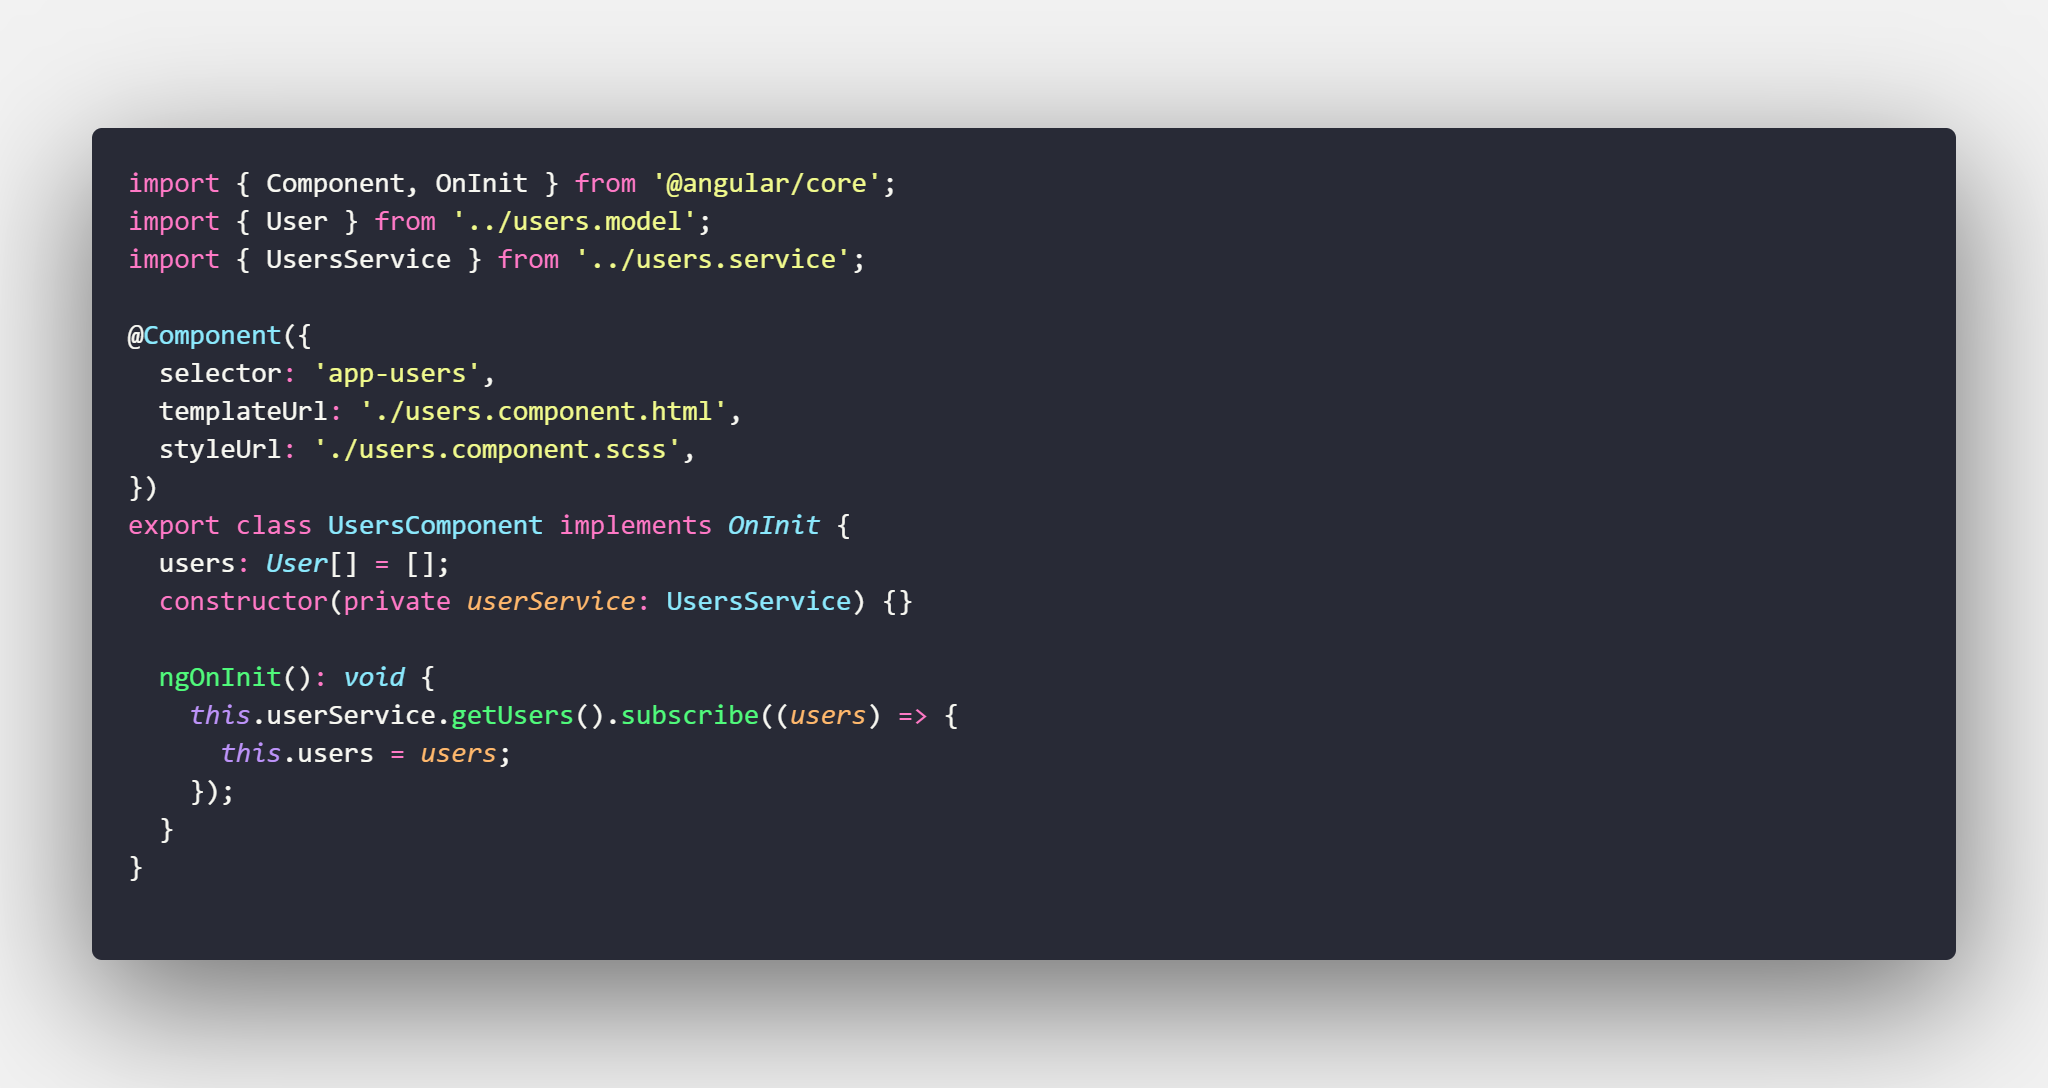 import { Component, OnInit } from '@angular/core';
import { User } from '../users.model';
import { UsersService } from '../users.service';

@Component({
  selector: 'app-users',
  templateUrl: './users.component.html',
  styleUrl: './users.component.scss',
})
export class UsersComponent implements OnInit {
  users: User[] = [];
  constructor(private userService: UsersService) {}

  ngOnInit(): void {
    this.userService.getUsers().subscribe((users) => {
      this.users = users;
    });
  }
}